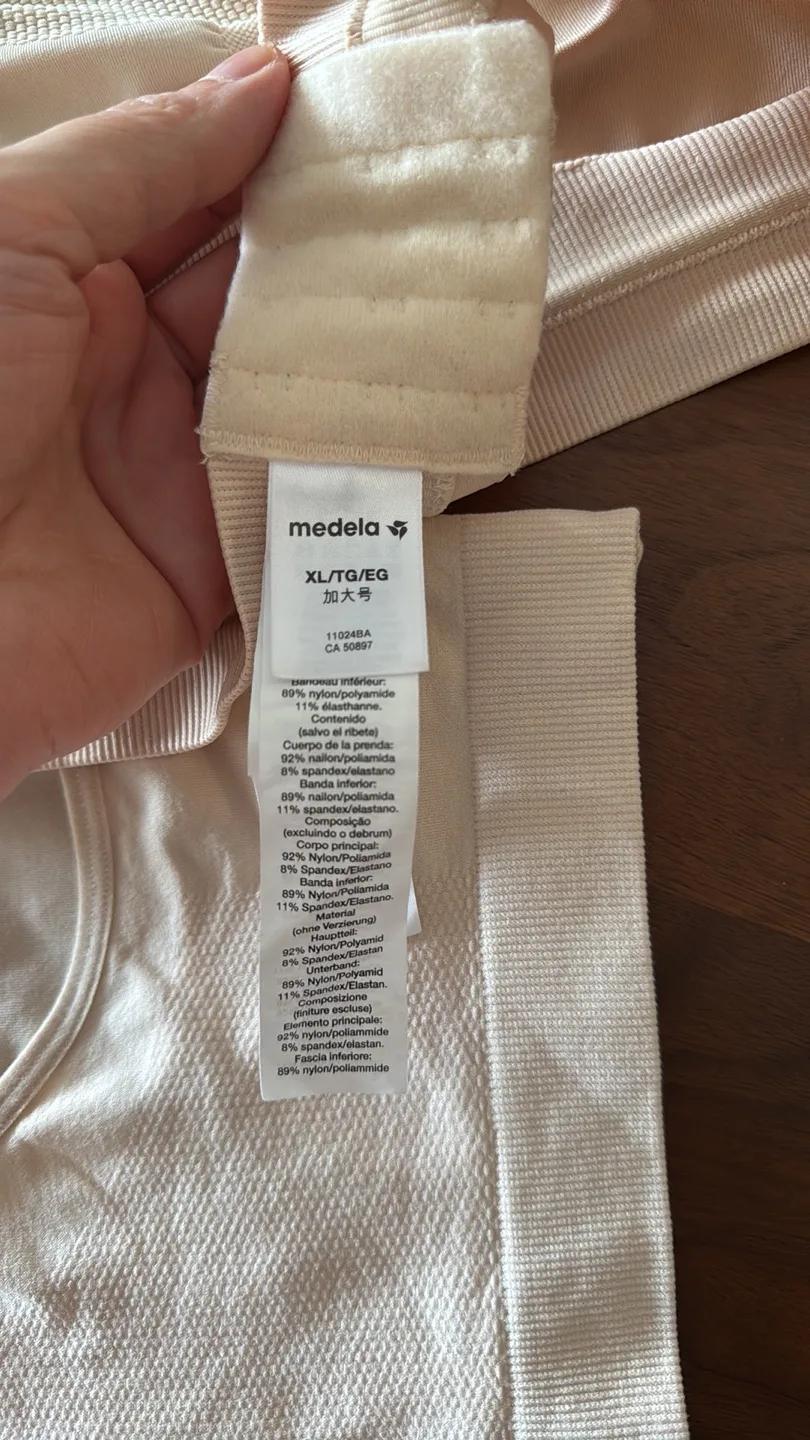 medela
XL/TG/EG
加大号
11024BA
CA 50897
Bandeau inférieur:
89% nylon/polyamide
11% élasthanne.
Contenido
(salvo el ribete)
Cuerpo de la prenda:
92% nailon/poliamida
8% spandex/elastano
Banda inferior:
89% nailon/poliamida
11% spandex/elastano.
Composição
(excluindo o debrum)
Corpo principal:
92% Nylon/Poliamida
8% Spandex/Elastano
Banda inferior:
89% Nylon/Poliamida
11% Spandex/Elastano.
Material
(ohne Verzierung)
Hauptteil:
92% Nylon/Polyamid
8% Spandex/Elastan
Unterband:
89% Nylon/Polyamid
11% Spandex/Elastan.
Composizione
(finiture escluse)
Elemento principale:
92% nylon/poliammide
8% spandex/elastan.
Fascia inferiore:
89% nylon/poliammide